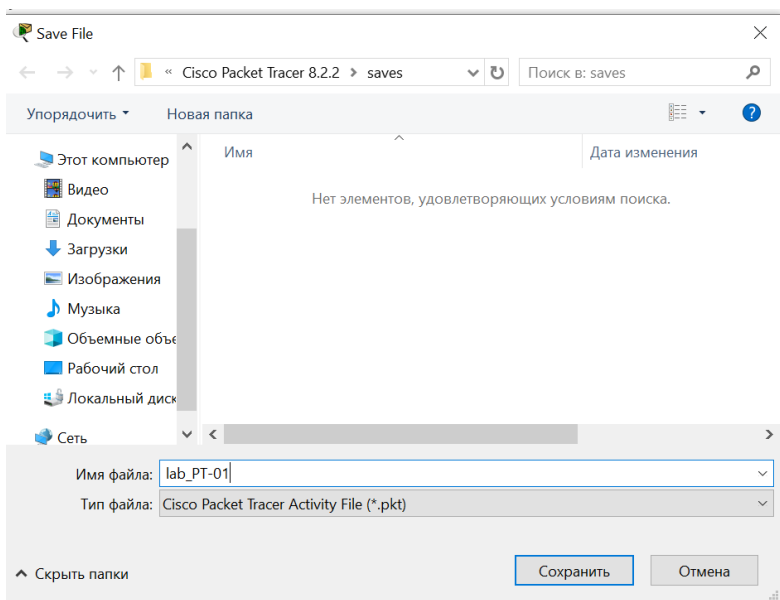 Save File
« Cisco Packet Tracer 8.2.2 > saves
Поиск в: saves
Упорядочить
Новая папка
Этот компьютер
Видео
Документы
Загрузки
Изображения
Музыка
Объемные объе
Рабочий стол
Локальный диск
Сеть
Имя
Дата изменения
Нет элементов, удовлетворяющих условиям поиска.
Имя файла: lab_PT-01
Тип файла: Cisco Packet Tracer Activity File (*.pkt)
Скрыть папки
Сохранить
Отмена